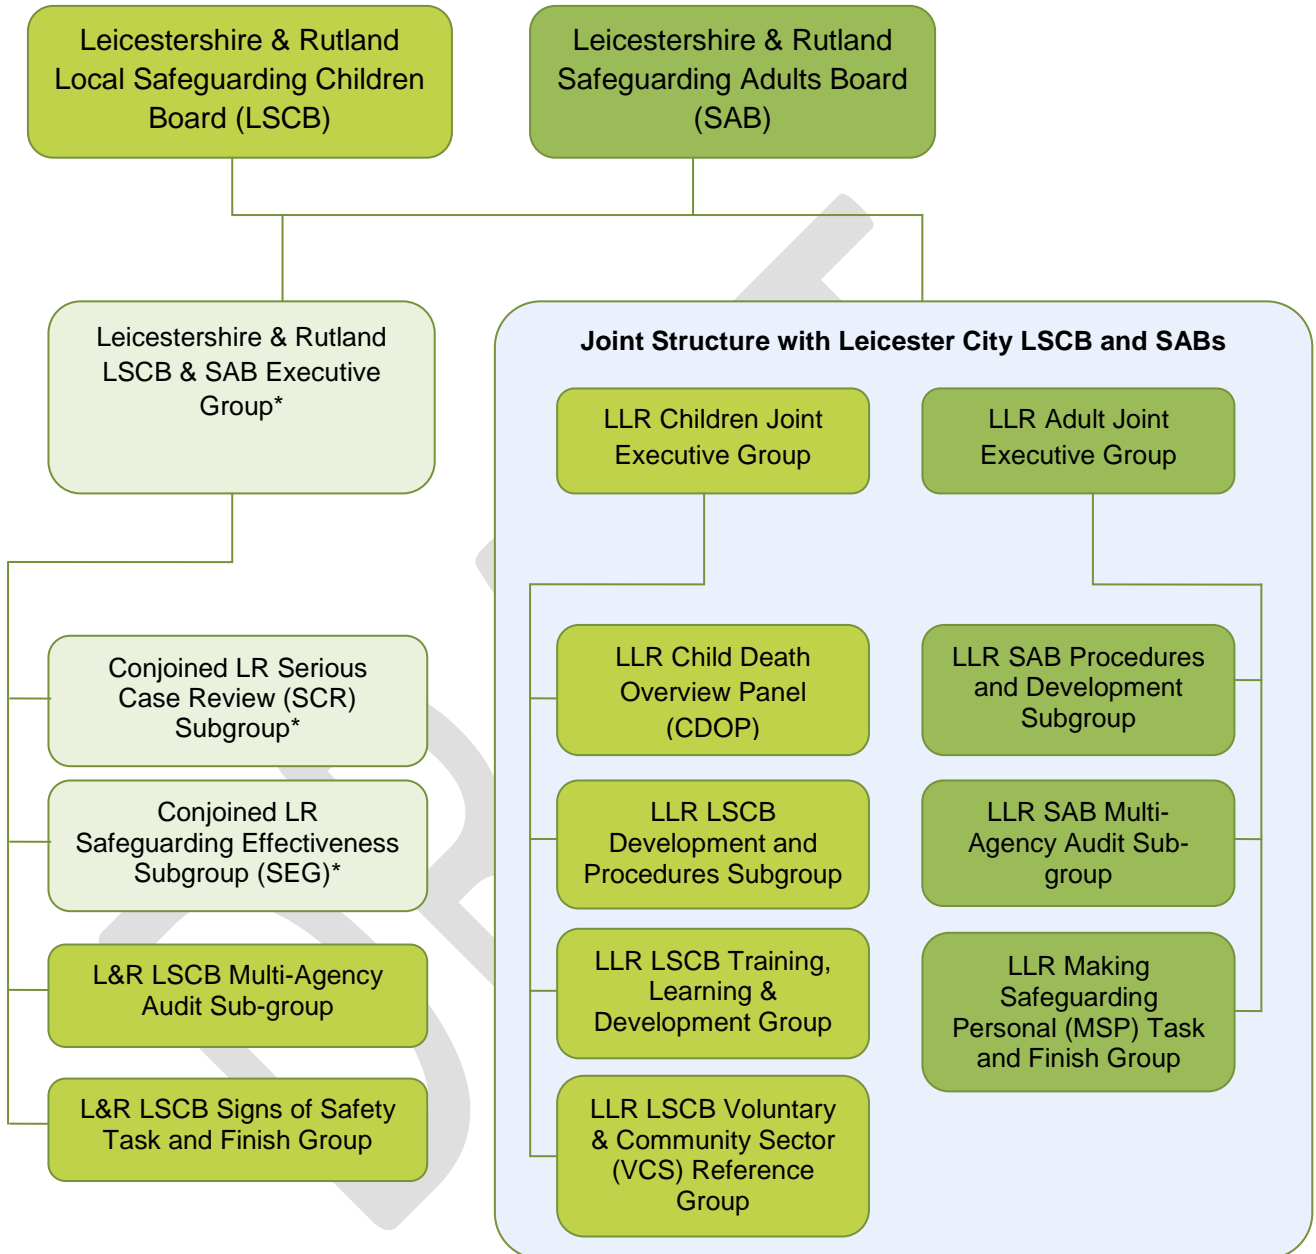 Leicestershire & Rutland
Local Safeguarding Children
Board (LSCB)
Leicestershire & Rutland
Safeguarding Adults Board
(SAB)
Leicestershire & Rutland
LSCB & SAB Executive
Group*
Joint Structure with Leicester City LSCB and SABs
LLR Children Joint
Executive Group
LLR Adult Joint
Executive Group
Conjoined LR Serious
Case Review (SCR)
Subgroup*
Conjoined LR
Safeguarding Effectiveness
Subgroup (SEG)*
L&R LSCB Multi-Agency
Audit Sub-group
L&R LSCB Signs of Safety
Task and Finish Group
LLR Child Death
Overview Panel
(CDOP)
LLR LSCB
Development and
Procedures Subgroup
LLR LSCB Training,
Learning &
Development Group
LLR LSCB Voluntary
& Community Sector
(VCS) Reference
Group
LLR SAB Procedures
and Development
Subgroup
LLR SAB Multi-
Agency Audit Sub-
group
LLR Making
Safeguarding
Personal (MSP) Task
and Finish Group
DRAFT